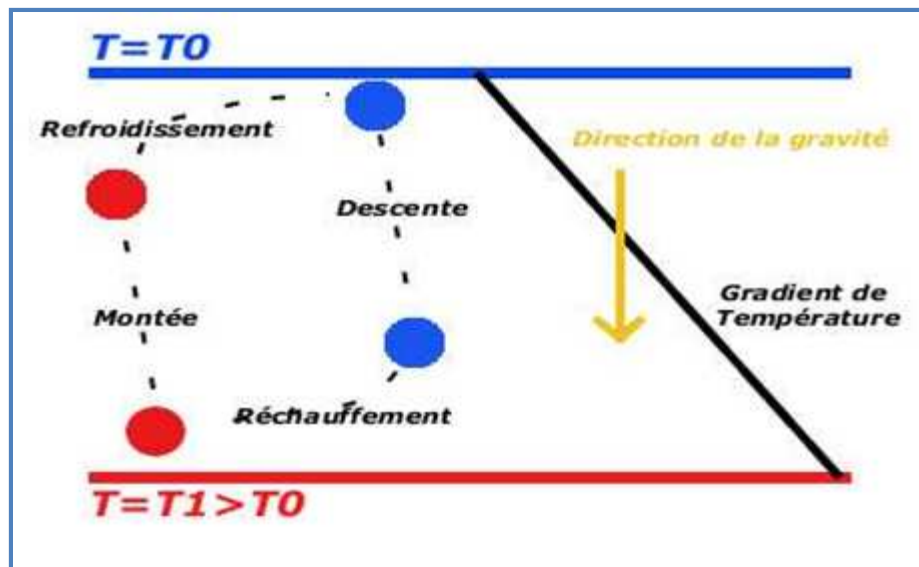 T=T0
Refroidissement
Direction de la gravité
Descente
Gradient de
Température
Montée
Réchauffement
T=T1>T0